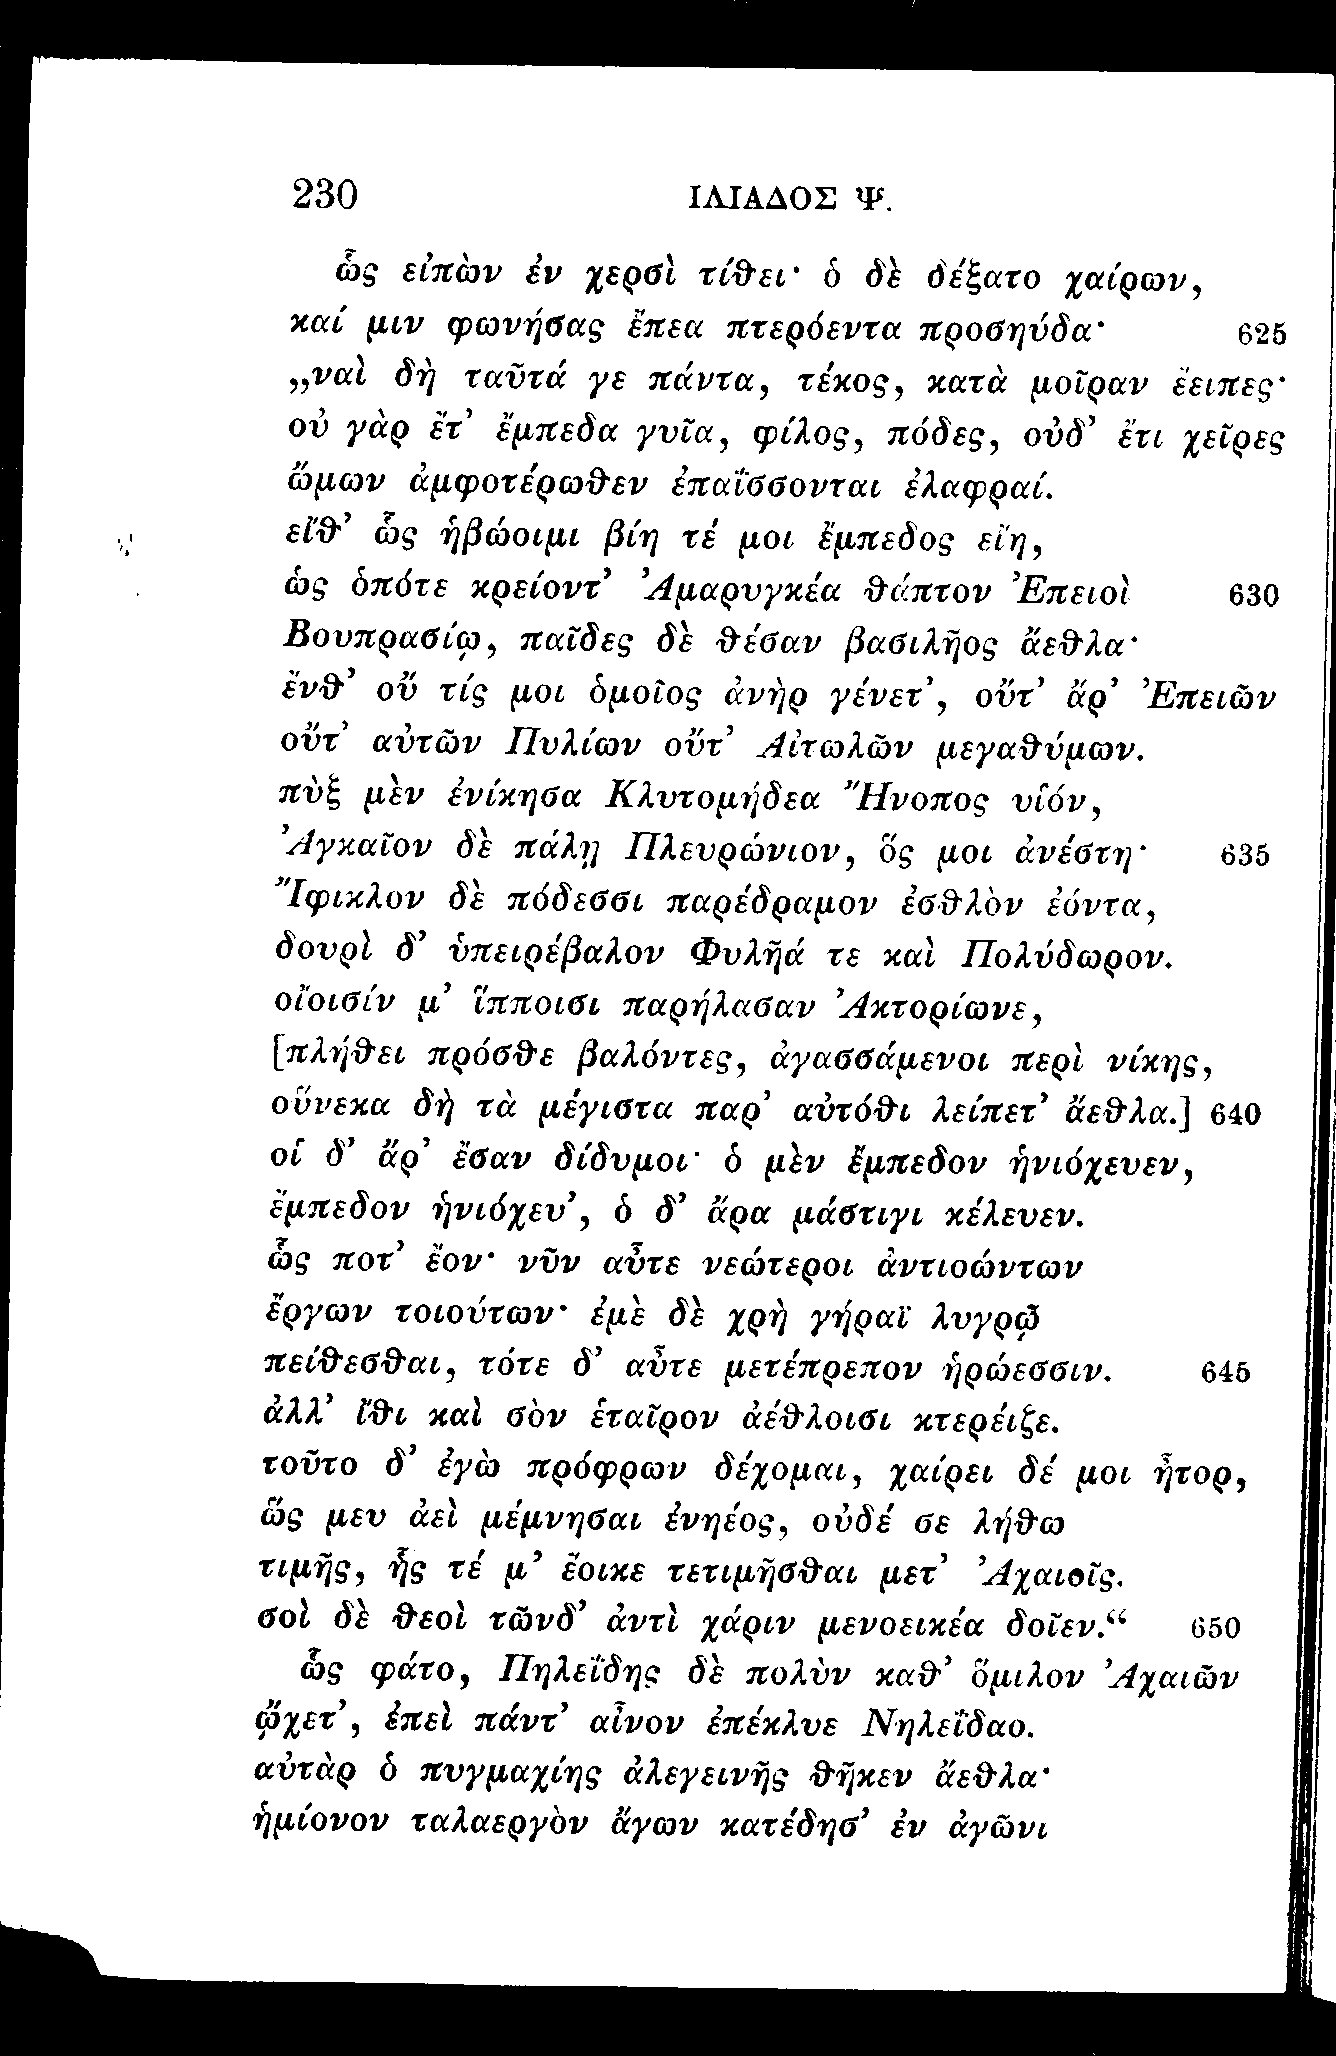 230 ΙΛΙΑΔΟΣ Ψ.
ὣς εἰπὼν ἐν χερσὶ τίθει· ὁ δὲ δέξατο χαίρων,
καί μιν φωνήσας ἔπεα πτερόεντα προσηύδα· 625
„ναὶ δὴ ταῦτά γε πάντα, τέκος, κατὰ μοῖραν ἔειπες·
οὐ γὰρ ἔτ’ ἔμπεδα γυῖα, φίλος, πόδες, οὐδ’ ἔτι χεῖρες
ὤμων ἀμφοτέρωθεν ἐπαΐσσονται ἐλαφραί.
εἴθ’ ὣς ἡβώοιμι βίη τέ μοι ἔμπεδος εἴη,
ὡς ὁπότε κρείοντ’ Ἀμαρυγκέα θάπτον Ἐπειοὶ 630
Βουπρασίῳ, παῖδες δὲ θέσαν βασιλῆος ἄεθλα·
ἔνθ’ οὔ τίς μοι ὁμοῖος ἀνὴρ γένετ’, οὔτ’ ἄρ’ Ἐπειῶν
οὔτ’ αὐτῶν Πυλίων οὔτ’ Αἰτωλῶν μεγαθύμων.
πὺξ μὲν ἐνίκησα Κλυτομήδεα Ἤνοπος υἱόν,
Ἀγκαῖον δὲ πάλῃ Πλευρώνιον, ὅς μοι ἀνέστη· 635
Ἴφικλον δὲ πόδεσσι παρέδραμον ἐσθλὸν ἐόντα,
δουρὶ δ’ ὑπειρέβαλον Φυλῆά τε καὶ Πολύδωρον.
οἴοισίν μ’ ἵπποισι παρήλασαν Ἀκτορίωνε,
[πλήθει πρόσθε βαλόντες, ἀγασσάμενοι περὶ νίκης,
οὕνεκα δὴ τὰ μέγιστα παρ’ αὐτόθι λείπετ’ ἄεθλα.] 640
οἱ δ’ ἄρ’ ἔσαν δίδυμοι· ὁ μὲν ἔμπεδον ἡνιόχευεν,
ἔμπεδον ἡνιόχευ’, ὁ δ’ ἄρα μάστιγι κέλευεν.
ὣς ποτ’ ἔον· νῦν αὖτε νεώτεροι ἀντιοώντων
ἔργων τοιούτων· ἐμὲ δὲ χρὴ γήραϊ λυγρῷ
πείθεσθαι, τότε δ’ αὖτε μετέπρεπον ἡρώεσσιν. 645
ἀλλ’ ἴθι καὶ σὸν ἑταῖρον ἀέθλοισι κτερέιζε.
τοῦτο δ’ ἐγὼ πρόφρων δέχομαι, χαίρει δέ μοι ἦτορ,
ὥς μευ ἀεὶ μέμνησαι ἐνηέος, οὐδέ σε λήθω
τιμῆς, ἧς τέ μ’ ἔοικε τετιμῆσθαι μετ’ Ἀχαιοῖς.
σοὶ δὲ θεοὶ τῶνδ’ ἀντὶ χάριν μενοεικέα δοῖεν.“ 650
ὣς φάτο, Πηλεΐδης δὲ πολὺν καθ’ ὅμιλον Ἀχαιῶν
ᾤχετ’, ἐπεὶ πάντ’ αἶνον ἐπέκλυε Νηλεΐδαο.
αὐτὰρ ὁ πυγμαχίης ἀλεγεινῆς θῆκεν ἄεθλα·
ἡμίονον ταλαεργὸν ἄγων κατέδησ’ ἐν ἀγῶνι